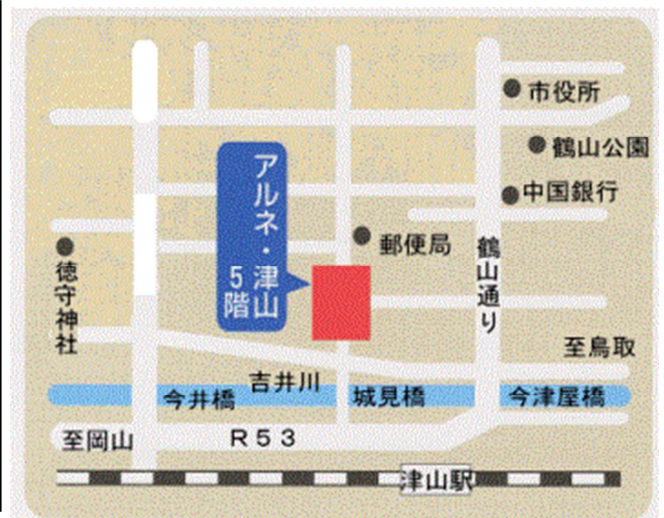 市役所
鶴山公園
中国銀行
郵便局
鶴山通り
アルネ・津山
5階
徳守神社
至鳥取
吉井川
今井橋
城見橋
今津屋橋
至岡山
R53
津山駅